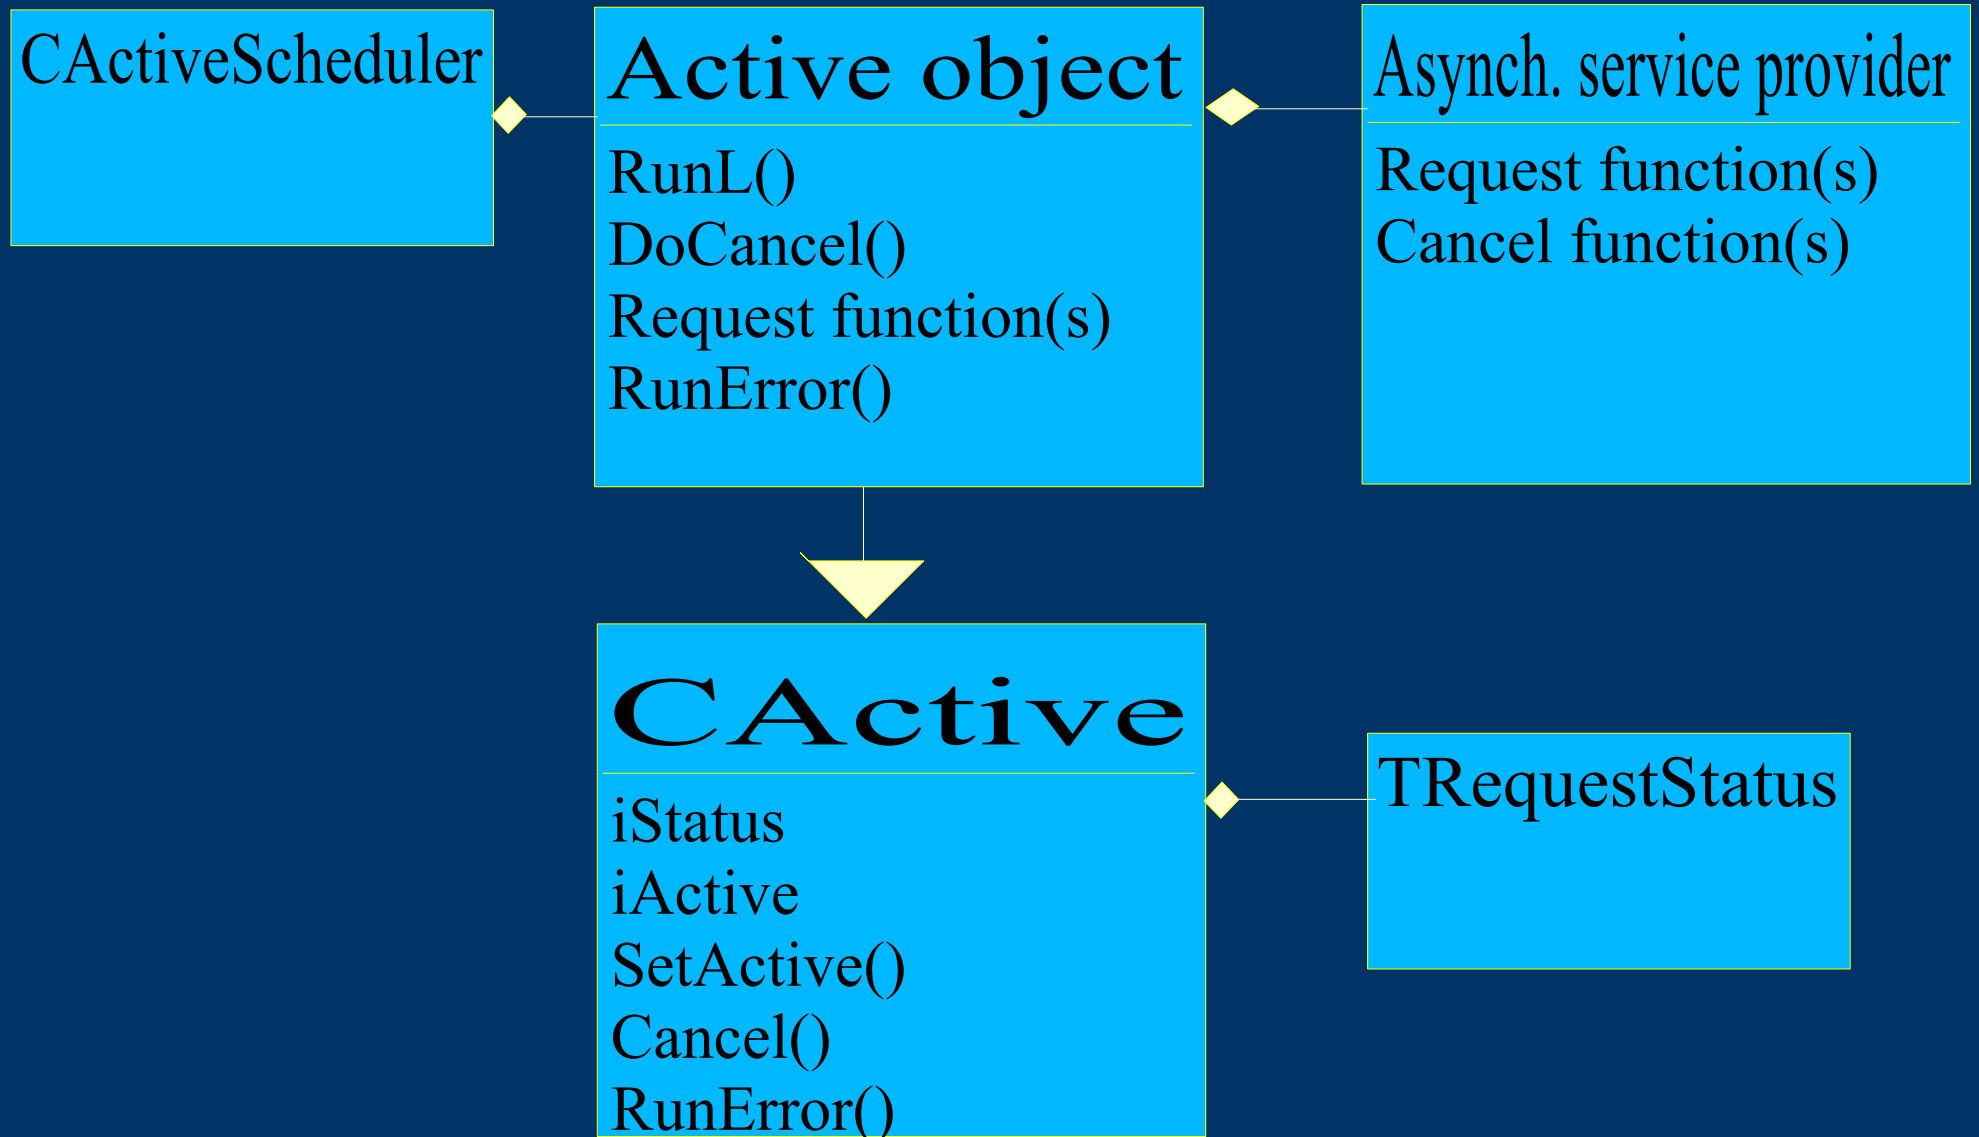 CActiveScheduler
Active object
RunL()
DoCancel()
Request function(s)
RunError()
Asynch. service provider
Request function(s)
Cancel function(s)
CActive
iStatus
iActive
SetActive()
Cancel()
RunError()
TRequestStatus